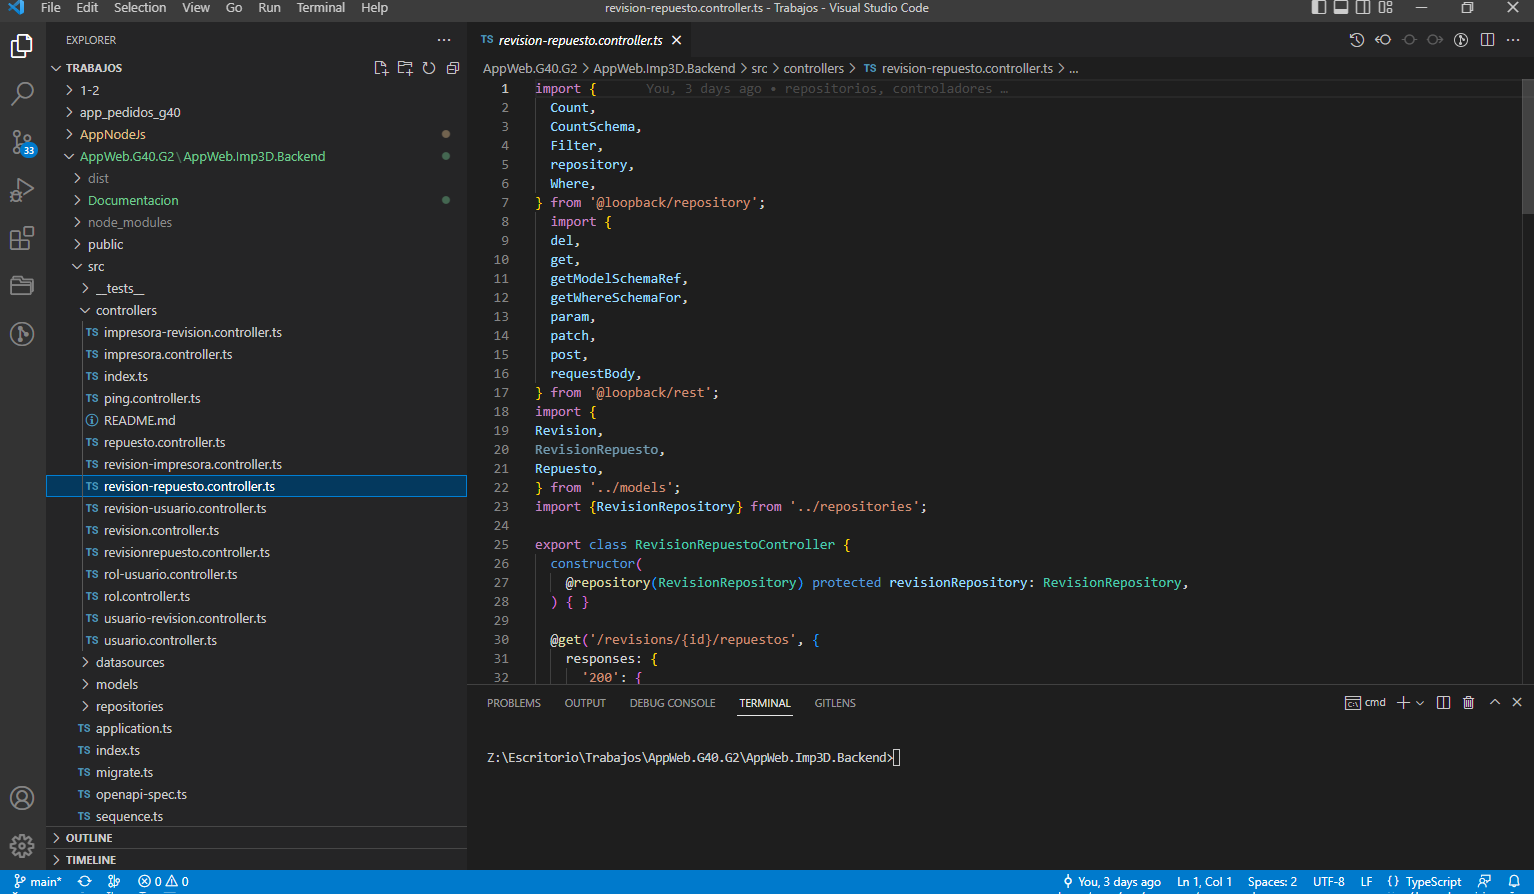 File Edit Selection View Go Run Terminal Help
revision-repuesto.controller.ts - Trabajos - Visual Studio Code
EXPLORER
TRABAJOS
1-2
app_pedidos_g40
AppNodeJs
AppWeb.G40.G2\AppWeb.Imp3D.Backend
dist
Documentacion
node_modules
public
src
__tests__
controllers
TS impresora-revision.controller.ts
TS impresora.controller.ts
TS index.ts
TS ping.controller.ts
README.md
TS repuesto.controller.ts
TS revision-impresora.controller.ts
TS revision-repuesto.controller.ts
TS revision-usuario.controller.ts
TS revision.controller.ts
TS revisionrepuesto.controller.ts
TS rol-usuario.controller.ts
TS rol.controller.ts
TS usuario-revision.controller.ts
TS usuario.controller.ts
datasources
models
repositories
TS application.ts
TS index.ts
TS migrate.ts
TS openapi-spec.ts
TS sequence.ts
OUTLINE
TIMELINE
33
TS revision-repuesto.controller.ts
AppWeb.G40.G2 > AppWeb.Imp3D.Backend > src > controllers > TS revision-repuesto.controller.ts > ...
1 import { You, 3 days ago • repositorios, controladores …
2 Count,
3 CountSchema,
4 Filter,
5 repository,
6 Where,
7 } from '@loopback/repository';
8 import {
9 del,
10 get,
11 getModelSchemaRef,
12 getWhereSchemaFor,
13 param,
14 patch,
15 post,
16 requestBody,
17 } from '@loopback/rest';
18 import {
19 Revision,
20 RevisionRepuesto,
21 Repuesto,
22 } from '../models';
23 import {RevisionRepository} from '../repositories';
24
25 export class RevisionRepuestoController {
26 constructor(
27 @repository(RevisionRepository) protected revisionRepository: RevisionRepository,
28 ) { }
29
30 @get('/revisions/{id}/repuestos', {
31 responses: {
32 '200': {
PROBLEMS OUTPUT DEBUG CONSOLE TERMINAL GITLENS
cmd
Z:\Escritorio\Trabajos\AppWeb.G40.G2\AppWeb.Imp3D.Backend>
main* 0 0 You, 3 days ago Ln 1, Col 1 Spaces: 2 UTF-8 LF {} TypeScript